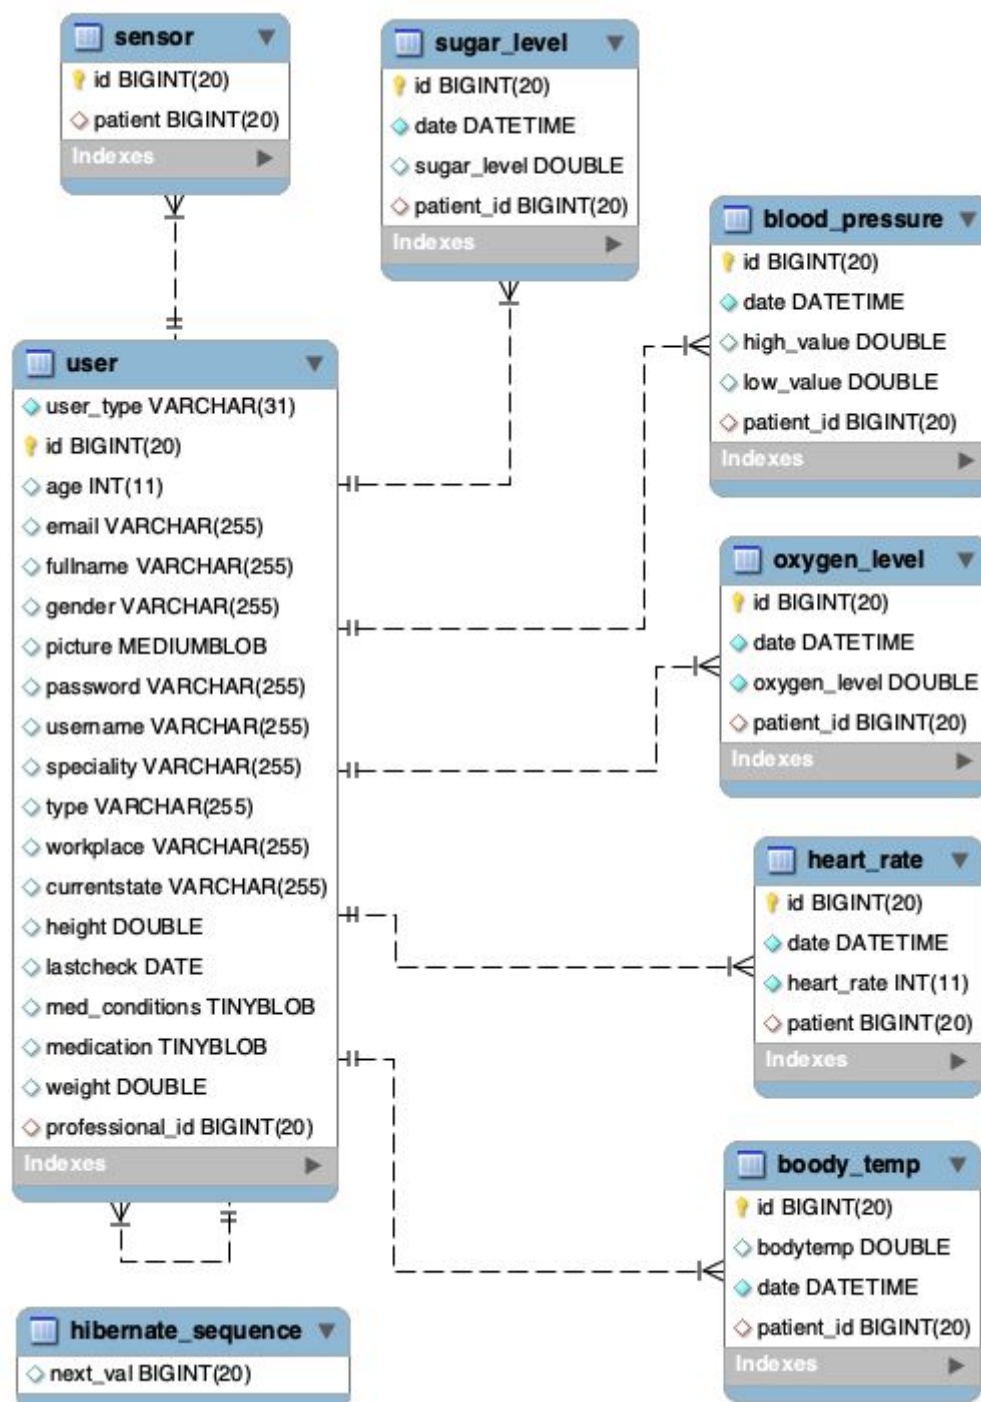 sensor
id BIGINT(20)
patient BIGINT(20)
Indexes
sugar_level
id BIGINT(20)
date DATETIME
sugar_level DOUBLE
patient_id BIGINT(20)
Indexes
blood_pressure
id BIGINT(20)
date DATETIME
high_value DOUBLE
low_value DOUBLE
patient_id BIGINT(20)
Indexes
user
user_type VARCHAR(31)
id BIGINT(20)
age INT(11)
email VARCHAR(255)
fullname VARCHAR(255)
gender VARCHAR(255)
picture MEDIUMBLOB
password VARCHAR(255)
username VARCHAR(255)
speciality VARCHAR(255)
type VARCHAR(255)
workplace VARCHAR(255)
currentstate VARCHAR(255)
height DOUBLE
lastcheck DATE
med_conditions TINYBLOB
medication TINYBLOB
weight DOUBLE
professional_id BIGINT(20)
Indexes
oxygen_level
id BIGINT(20)
date DATETIME
oxygen_level DOUBLE
patient_id BIGINT(20)
Indexes
heart_rate
id BIGINT(20)
date DATETIME
heart_rate INT(11)
patient BIGINT(20)
Indexes
boody_temp
id BIGINT(20)
bodytemp DOUBLE
date DATETIME
patient_id BIGINT(20)
Indexes
hibernate_sequence
next_val BIGINT(20)